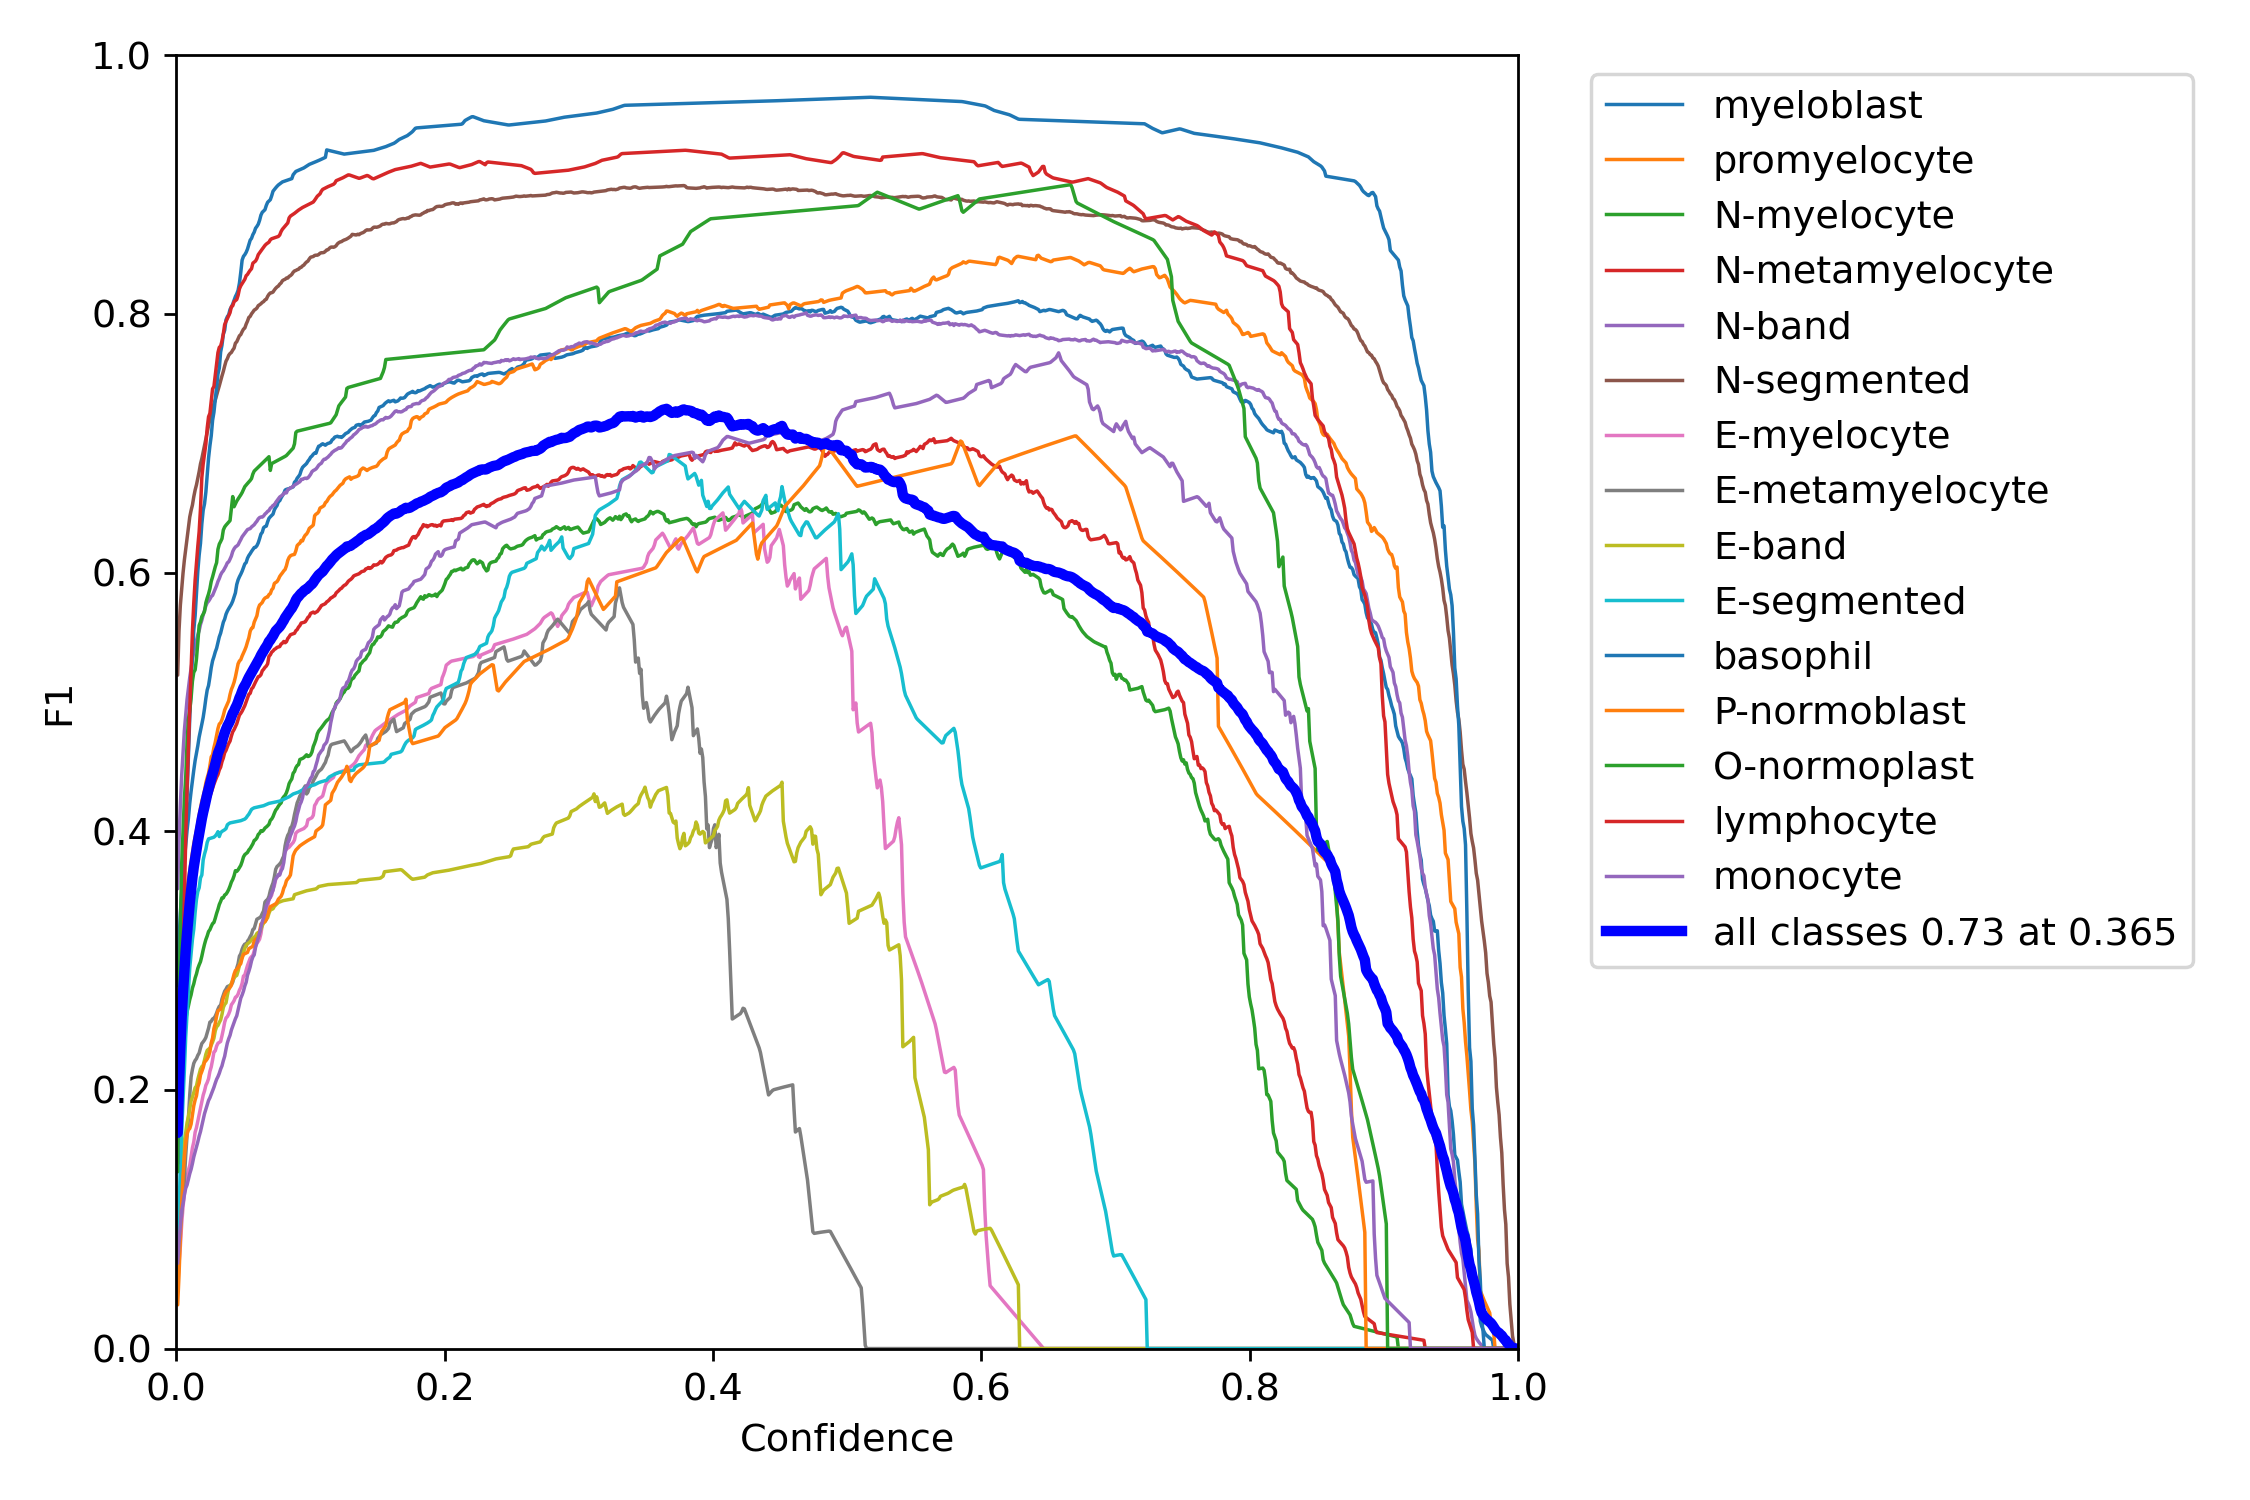 1.0
0.8
0.6
0.4
0.2
0.0
F1
0.0 0.2 0.4 0.6 0.8 1.0
Confidence
myeloblast
promyelocyte
N-myelocyte
N-metamyelocyte
N-band
N-segmented
E-myelocyte
E-metamyelocyte
E-band
E-segmented
basophil
P-normoblast
O-normoplast
lymphocyte
monocyte
all classes 0.73 at 0.365